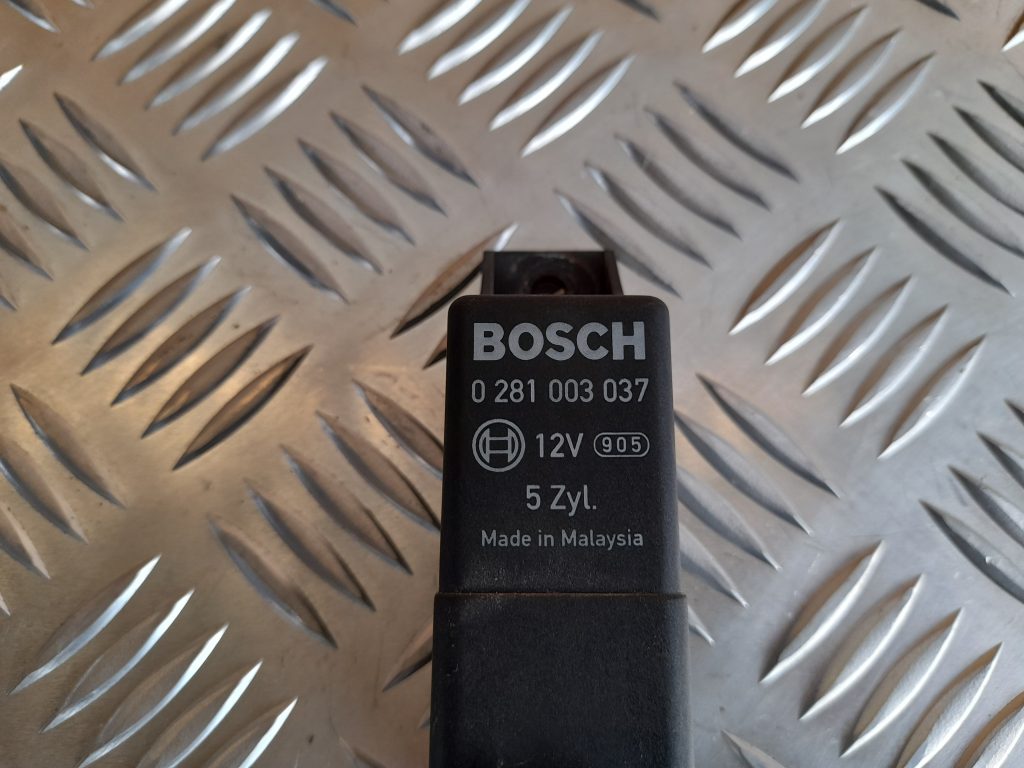 BOSCH
0 281 003 037
12V 905
5 Zyl.
Made in Malaysia